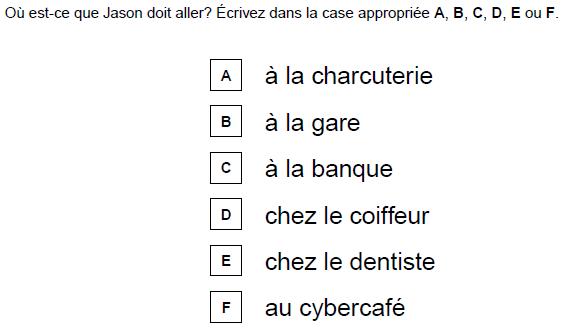 Où est-ce que Jason doit aller? Écrivez dans la case appropriée A, B, C, D, E ou F.
A à la charcuterie
B à la gare
C à la banque
D chez le coiffeur
E chez le dentiste
F au cybercafé